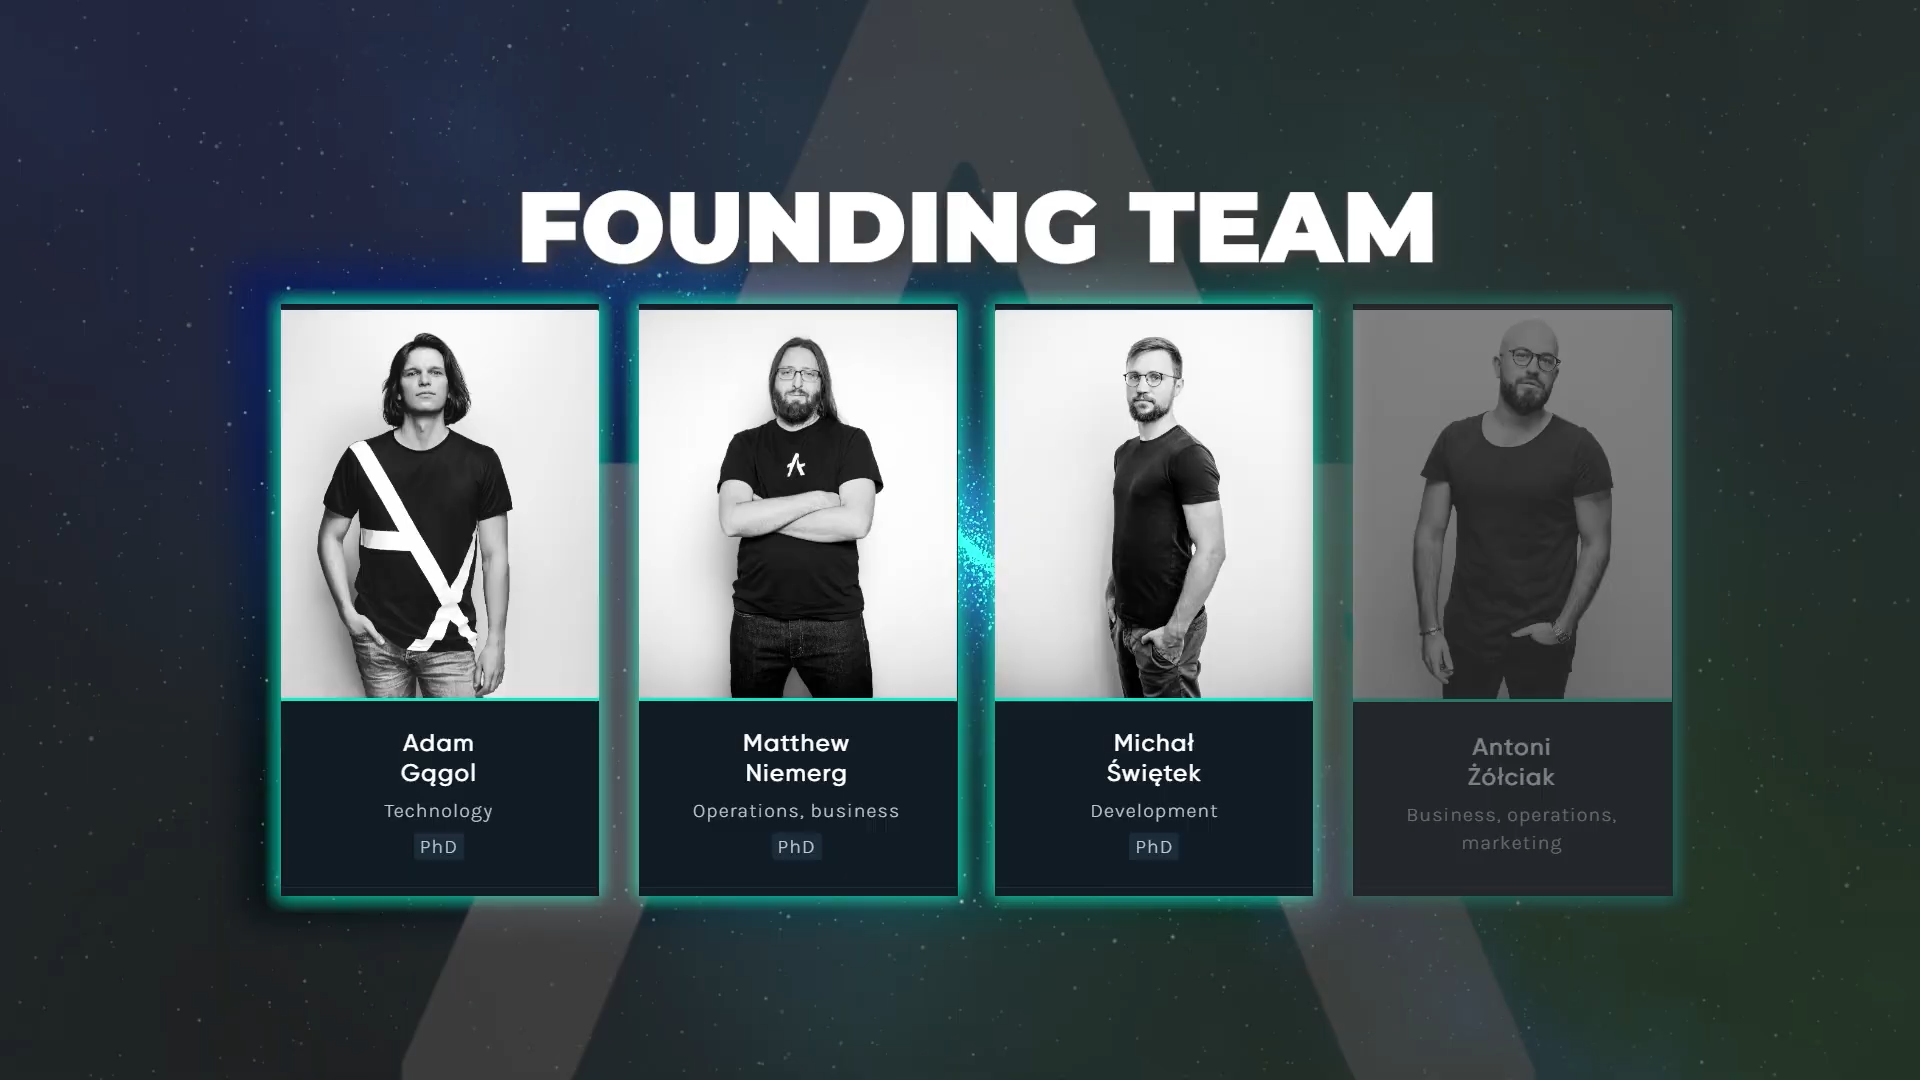 FOUNDING TEAM
Adam
Gągol
Technology
PhD
Matthew
Niemerg
Operations, business
PhD
Michał
Świętek
Development
PhD
Antoni
Żółciak
Business, operations,
marketing